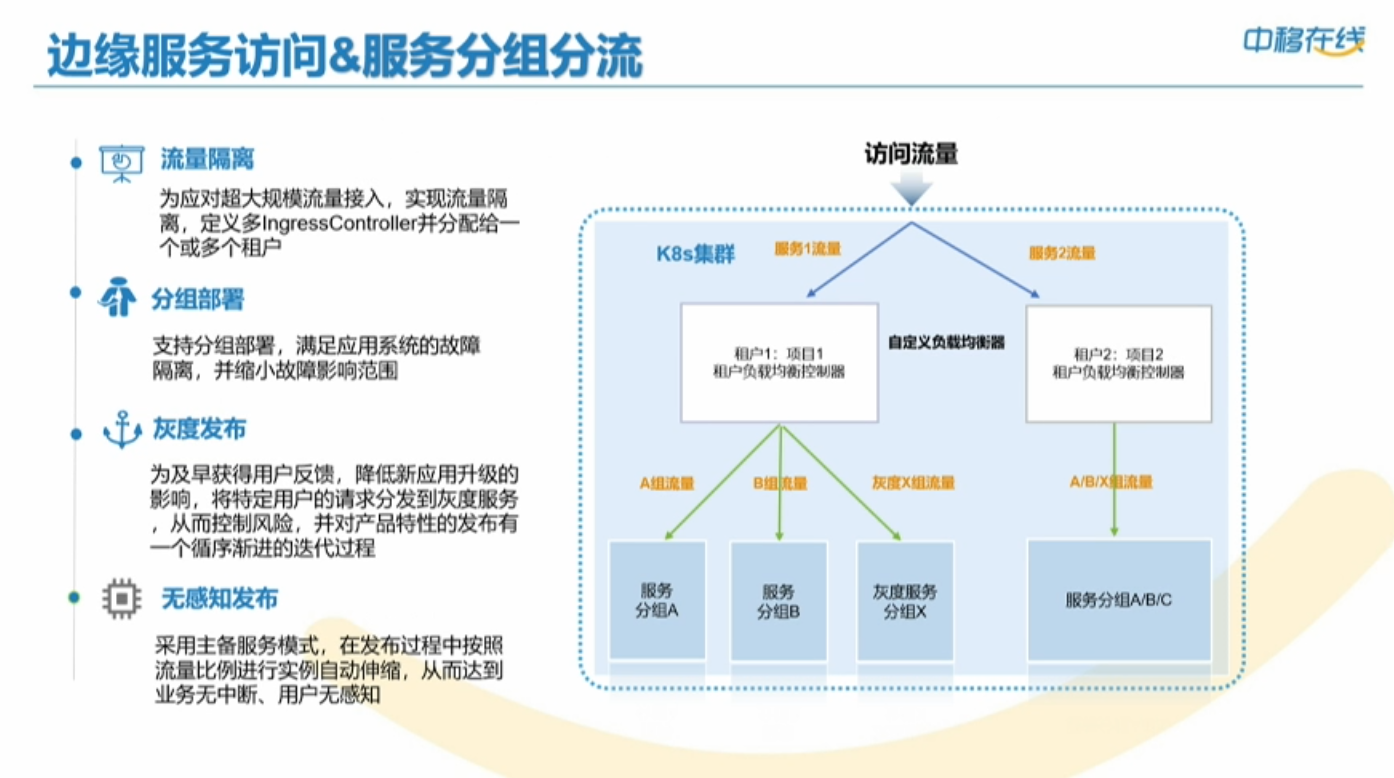 边缘服务访问&服务分组分流
中移在线
流量隔离
为应对超大规模流量接入，实现流量隔
离，定义多IngressController并分配给一
个或多个租户
分组部署
支持分组部署，满足应用系统的故障
隔离，并缩小故障影响范围
灰度发布
为及早获得用户反馈，降低新应用升级的
影响，将特定用户的请求分发到灰度服务
，从而控制风险，并对产品特性的发布有
一个循序渐进的迭代过程
无感知发布
采用主备服务模式，在发布过程中按照
流量比例进行实例自动伸缩，从而达到
业务无中断、用户无感知
访问流量
K8s集群
服务1流量
服务2流量
租户1：项目1
租户负载均衡控制器
自定义负载均衡器
租户2：项目2
租户负载均衡控制器
A组流量
B组流量
灰度X组流量
A/B/X组流量
服务
分组A
服务
分组B
灰度服务
分组X
服务分组A/B/C